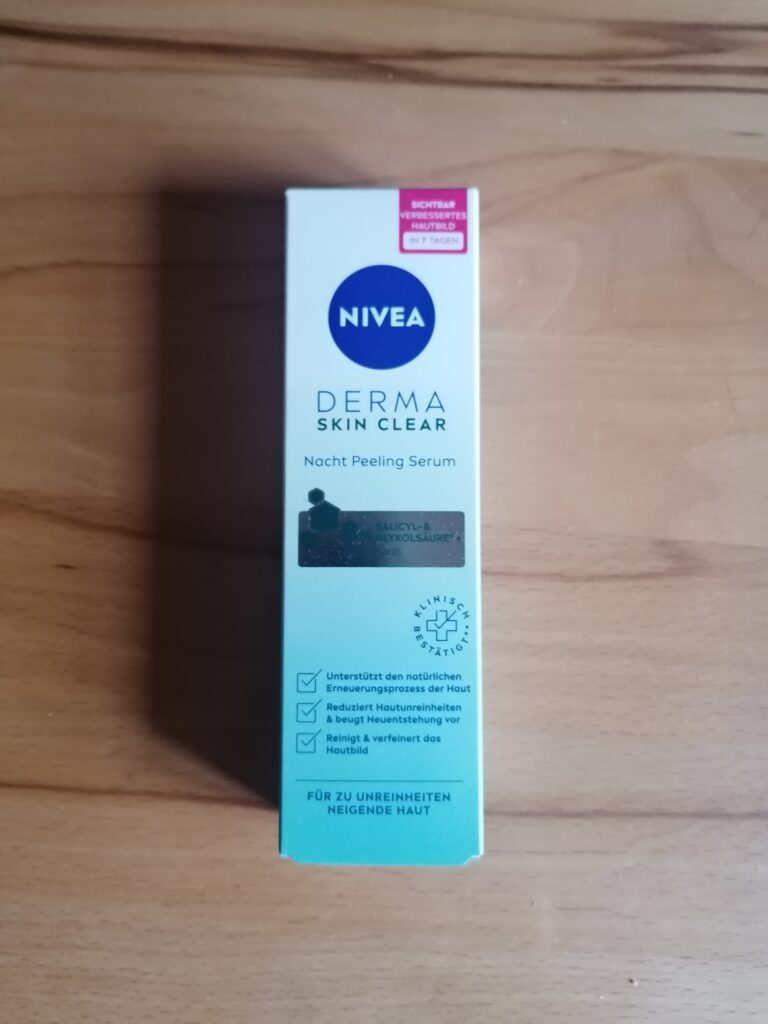 SICHTBAR
VERBESSERTES
HAUTBILD
IN 7 TAGEN
NIVEA
DERMA
SKIN CLEAR
Nacht Peeling Serum
SALICYL- &
GLYKOLSÄURE*
KLINISCH
BESTÄTIGT**
Unterstützt den natürlichen
Erneuerungsprozess der Haut
Reduziert Hautunreinheiten
& beugt Neuentstehung vor
Reinigt & verfeinert das
Hautbild
FÜR ZU UNREINHEITEN
NEIGENDE HAUT